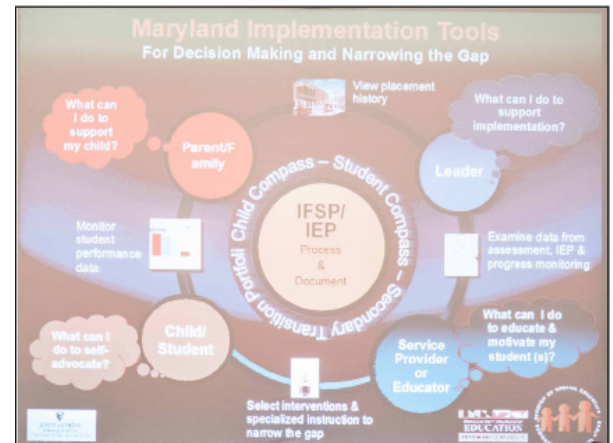 Maryland Implementation Tools
For Decision Making and Narrowing the Gap
View placement
history
What can
I do to
support
my child?
Parent/F
amily
What can I do to
support
implementation?
Leader
Child Compass – Student Compass – Secondary Transition Portfoli
IFSP/
IEP
Process
&
Document
Monitor
student
performance
data
Examine data from
assessment, IEP &
progress monitoring
What can I
do to self-
advocate?
Child/
Student
Service
Provider
or
Educator
What can I do
to educate &
motivate my
student (s)?
Select interventions &
specialized instruction to
narrow the gap
EDUCATION